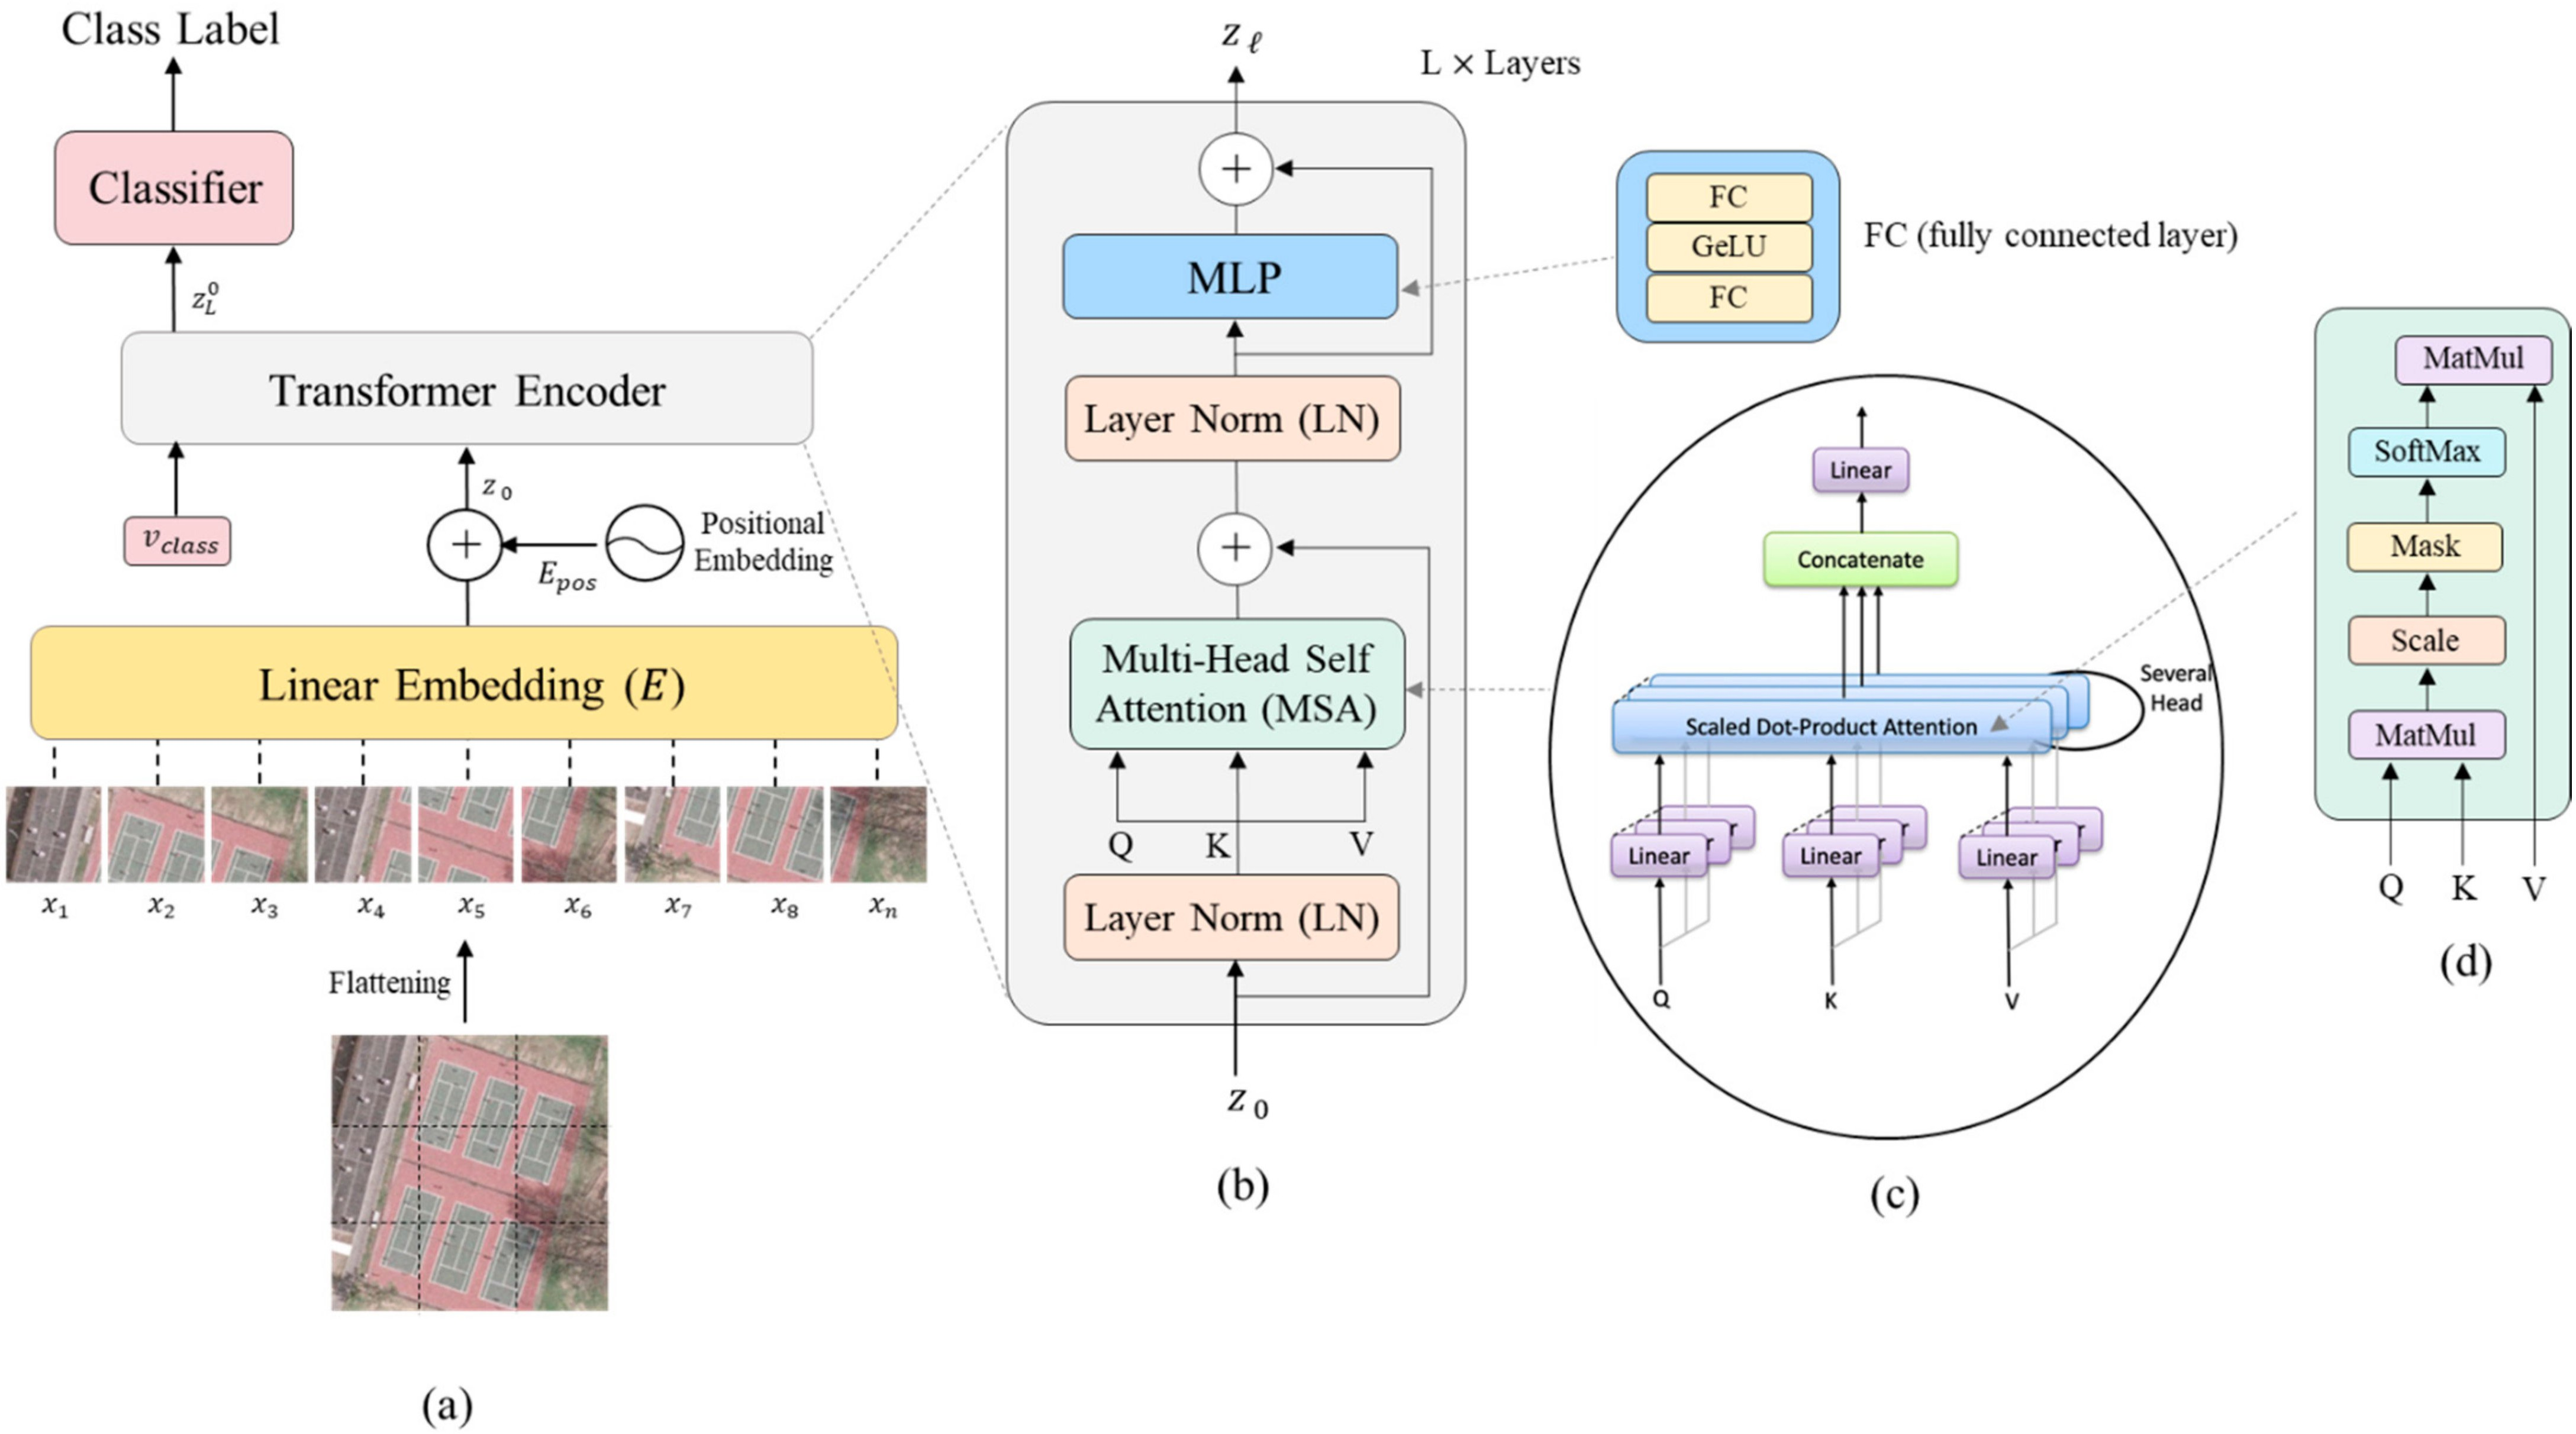 Class Label
Classifier
z_L^0
Transformer Encoder
v_class
z_0
E_pos
Positional
Embedding
Linear Embedding (E)
x_1 x_2 x_3 x_4 x_5 x_6 x_7 x_8 x_n
Flattening
(a)
z_ℓ
L × Layers
MLP
Layer Norm (LN)
Multi-Head Self
Attention (MSA)
Q K V
Layer Norm (LN)
z_0
(b)
FC
GeLU
FC
FC (fully connected layer)
Linear
Concatenate
Several
Head
Scaled Dot-Product Attention
Linear r r Linear r r Linear r r
Q K V
(c)
MatMul
SoftMax
Mask
Scale
MatMul
Q K V
(d)